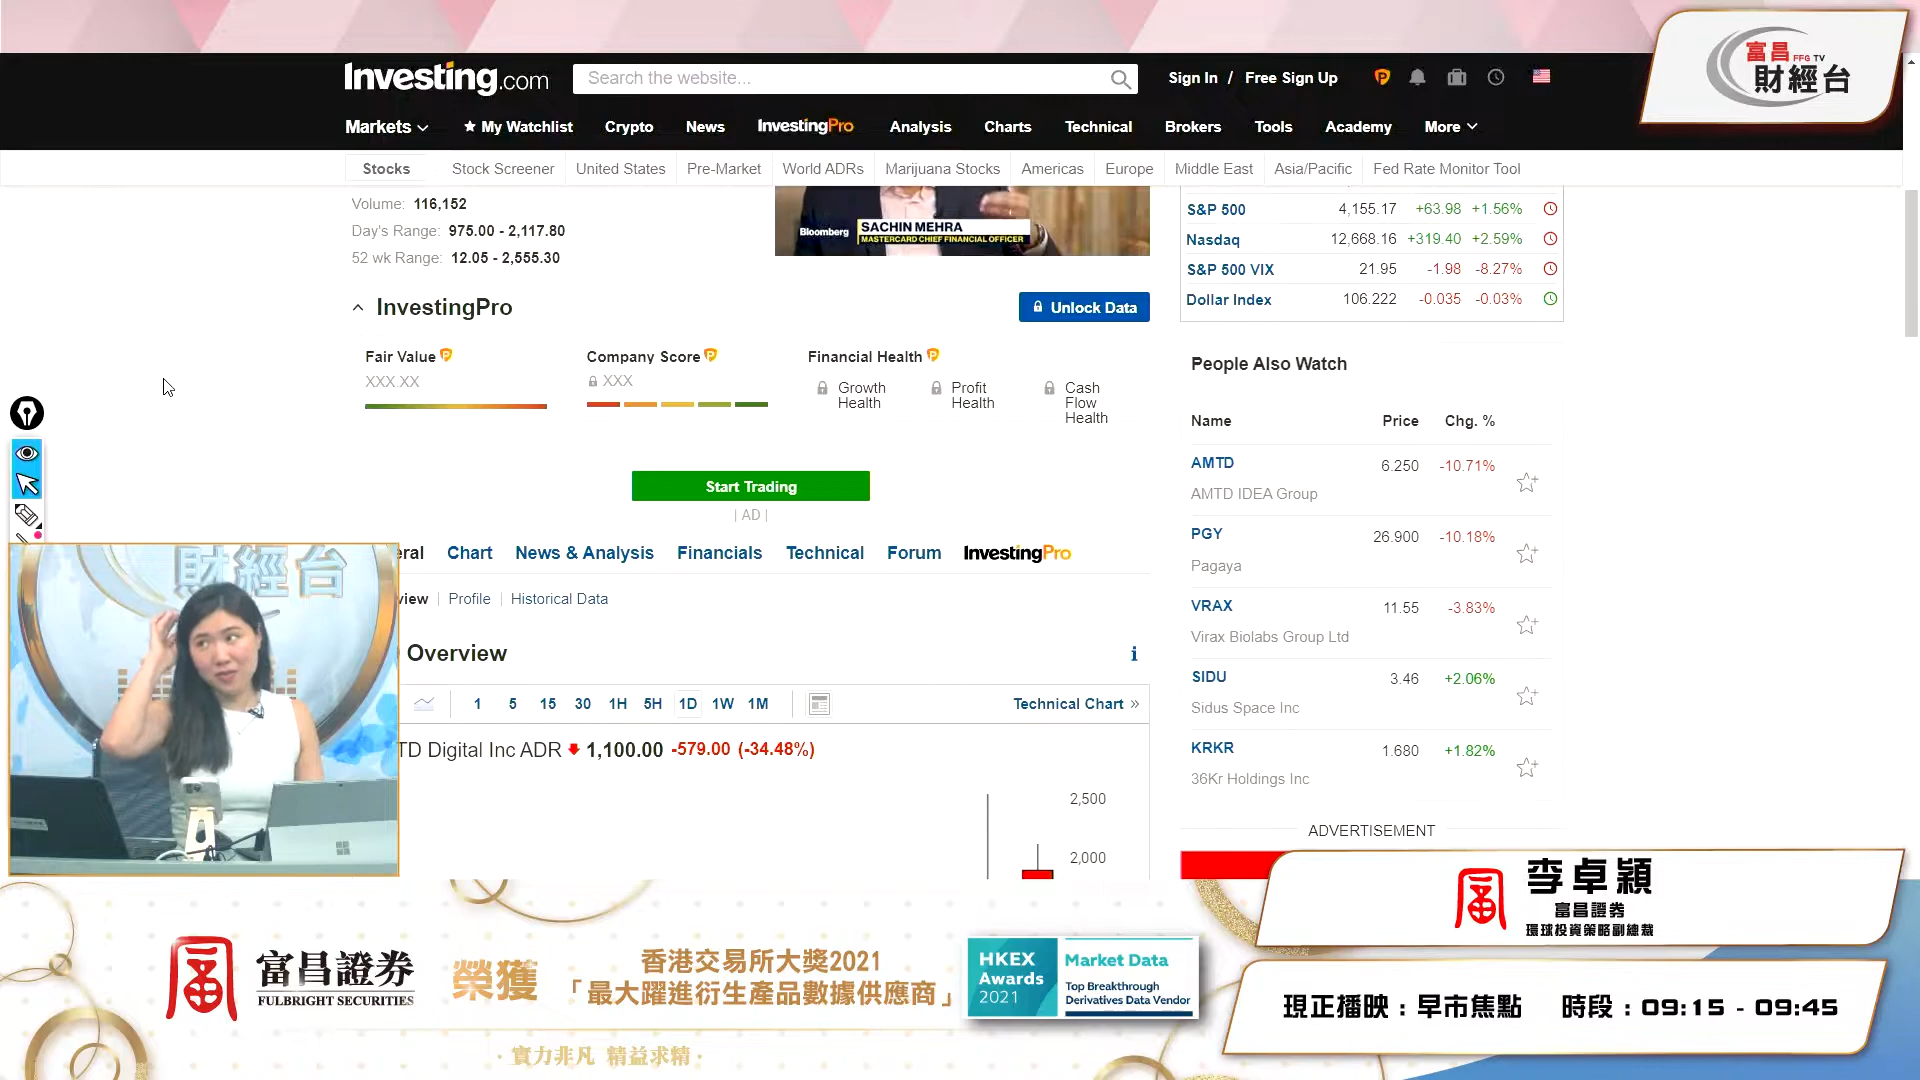 Investing.com
Search the website...
Sign In / Free Sign Up
富昌
FFG TV
財經台
Markets
My Watchlist
Crypto
News
InvestingPro
Analysis
Charts
Technical
Brokers
Tools
Academy
More
Stocks
Stock Screener
United States
Pre-Market
World ADRs
Marijuana Stocks
Americas
Europe
Middle East
Asia/Pacific
Fed Rate Monitor Tool
Volume: 116,152
Day's Range: 975.00 - 2,117.80
52 wk Range: 12.05 - 2,555.30
Bloomberg
SACHIN MEHRA
MASTERCARD CHIEF FINANCIAL OFFICER
S&P 500 4,155.17 +63.98 +1.56%
Nasdaq 12,668.16 +319.40 +2.59%
S&P 500 VIX 21.95 -1.98 -8.27%
Dollar Index 106.222 -0.035 -0.03%
InvestingPro
Unlock Data
Fair Value
XXX.XX
Company Score
XXX
Financial Health
Growth Health
Profit Health
Cash Flow Health
Start Trading
| AD |
People Also Watch
Name Price Chg. %
AMTD 6.250 -10.71%
AMTD IDEA Group
PGY 26.900 -10.18%
Pagaya
VRAX 11.55 -3.83%
Virax Biolabs Group Ltd
SIDU 3.46 +2.06%
Sidus Space Inc
KRKR 1.680 +1.82%
36Kr Holdings Inc
ADVERTISEMENT
eral
Chart
News & Analysis
Financials
Technical
Forum
InvestingPro
view
Profile
Historical Data
Overview
1 5 15 30 1H 5H 1D 1W 1M
Technical Chart »
TD Digital Inc ADR 1,100.00 -579.00 (-34.48%)
2,500
2,000
財經台
李卓穎
富昌證券
環球投資策略副總裁
富昌證券
FULBRIGHT SECURITIES
榮獲
香港交易所大獎2021
「最大躍進衍生產品數據供應商」
HKEX
Awards
2021
Market Data
Top Breakthrough
Derivatives Data Vendor
現正播映：早市焦點 時段：09:15 - 09:45
· 實力非凡 精益求精 ·